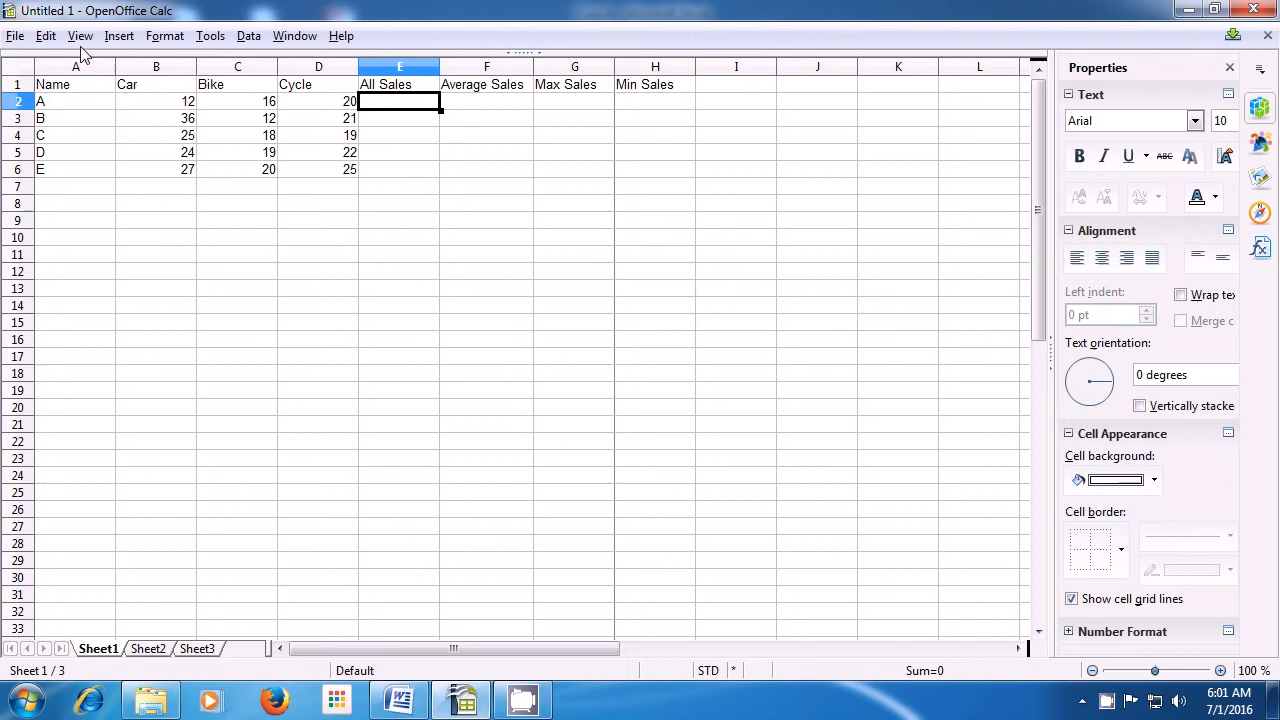 Untitled 1 - OpenOffice Calc
File Edit View Insert Format Tools Data Window Help
A B C D E F G H I J K L
1 Name Car Bike Cycle All Sales Average Sales Max Sales Min Sales
2 A 12 16 20
3 B 36 12 21
4 C 25 18 19
5 D 24 19 22
6 E 27 20 25
7
8
9
10
11
12
13
14
15
16
17
18
19
20
21
22
23
24
25
26
27
28
29
30
31
32
33
Properties
Text
Arial 10
Alignment
Left indent: Wrap tex
0 pt Merge c
Text orientation:
0 degrees
Vertically stacke
Cell Appearance
Cell background:
Cell border:
Show cell grid lines
Number Format
Sheet1 Sheet2 Sheet3
Sheet 1 / 3 Default STD * Sum=0 100 %
6:01 AM
7/1/2016